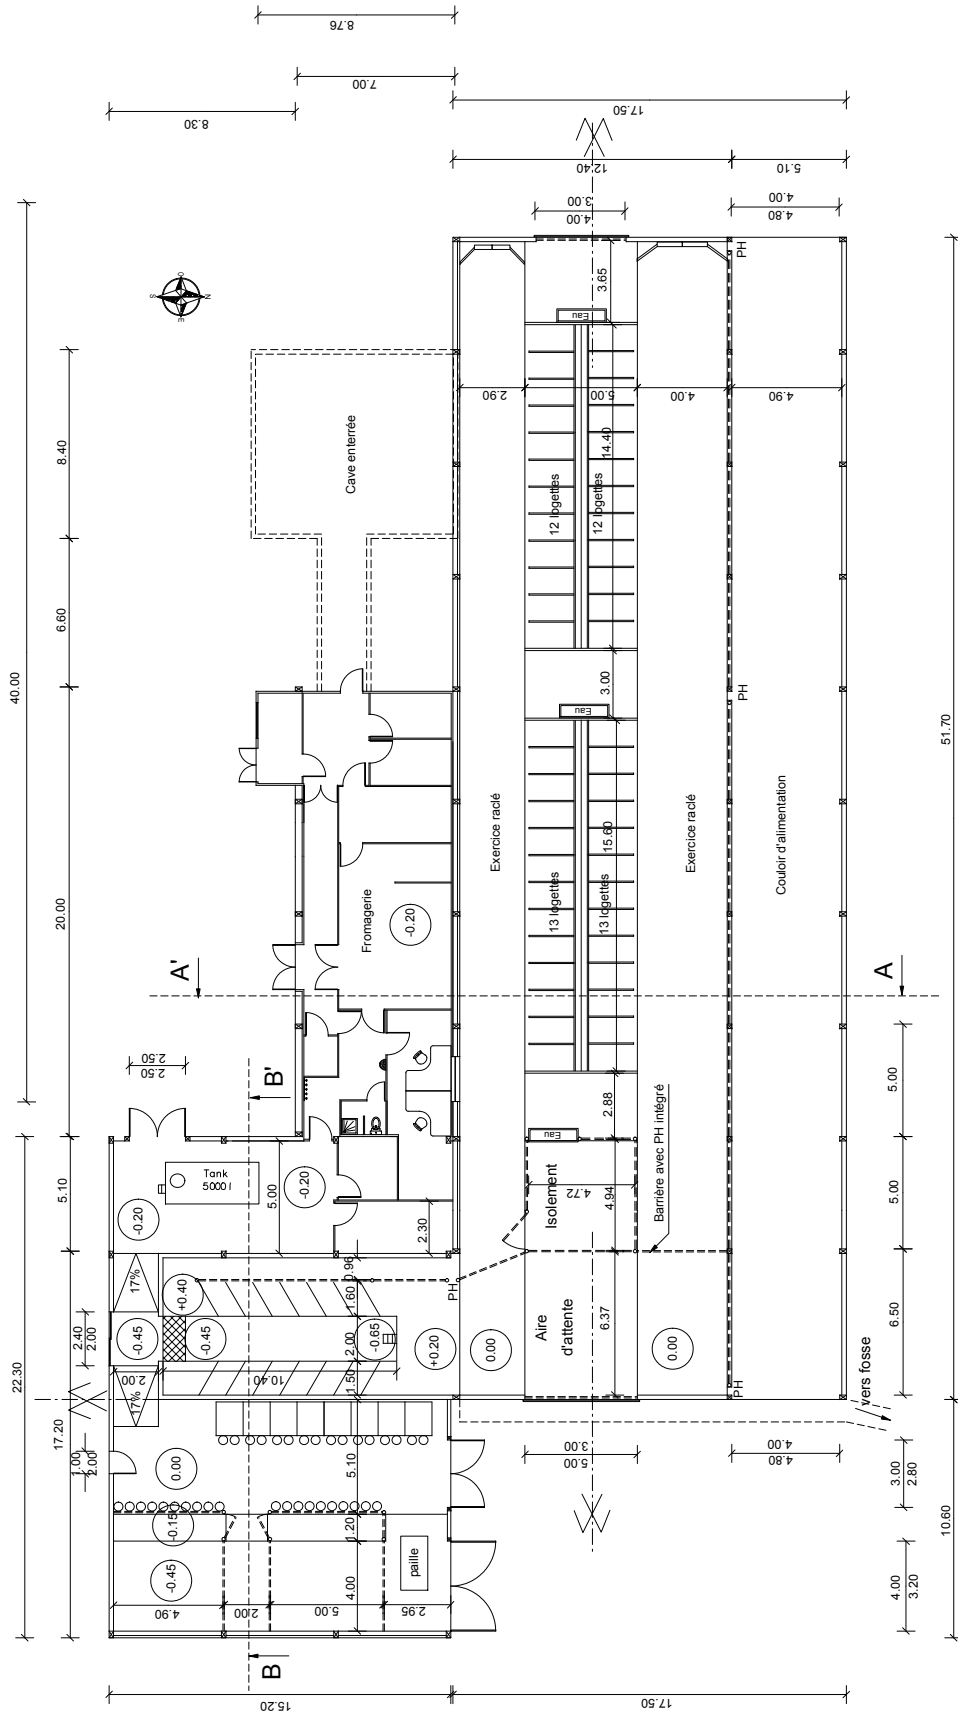 8.76
7.00
8.30
17.50
12.40
5.10
3.00
4.00
4.00
4.80
40.00
O
S
N
E
PH
3.65
Eau
8.40
Cave enterrée
2.90
5.00
4.00
4.90
14.40
12 logettes
12 logettes
6.60
3.00
PH
Eau
51.70
20.00
Exercice raclé
Exercice raclé
Couloir d'alimentation
15.60
13 logettes
13 logettes
Fromagerie
-0.20
A'
A
2.50
2.50
B'
5.00
2.88
Eau
Barrière avec PH intégré
5.10
Tank
5000 l
-0.20
-0.20
5.00
2.30
4.72
4.94
Isolement
5.00
17%
+0.40
0.96
1.60
PH
2.40
2.00
-0.45
-0.45
-0.65
2.00
+0.20
0.00
Aire
d'attente
6.37
0.00
6.50
22.30
2.00
10.40
1.50
17%
PH
vers fosse
17.20
1.00
2.00
0.00
5.10
3.00
5.00
4.00
4.80
3.00
2.80
-0.15
1.20
10.60
-0.45
4.00
paille
4.00
3.20
4.90
2.00
5.00
2.95
B
15.20
17.50